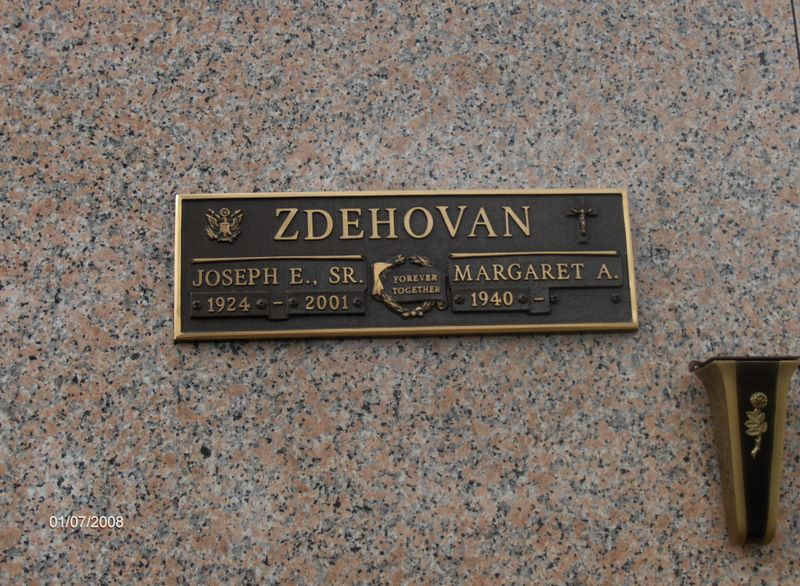 ZDEHOVAN
JOSEPH E., SR.
1924 - 2001
FOREVER
TOGETHER
MARGARET A.
1940 -
01/07/2008